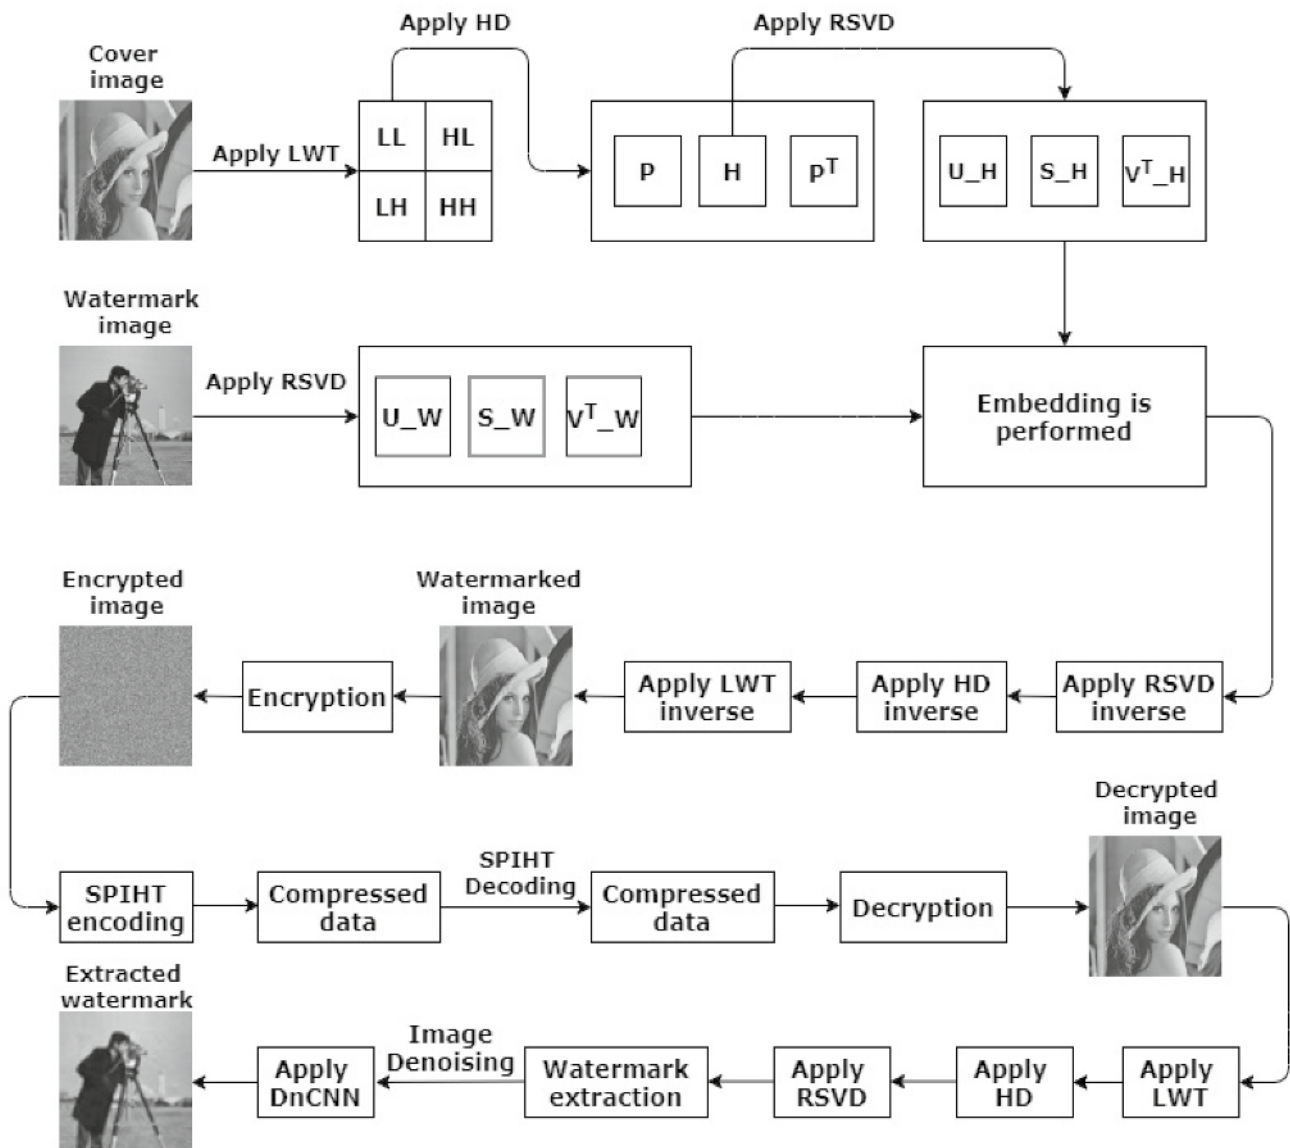 Apply HD
Apply RSVD
Cover
image
Apply LWT
LL
HL
LH
HH
P
H
Pᵀ
U_H
S_H
Vᵀ_H
Watermark
image
Apply RSVD
U_W
S_W
Vᵀ_W
Embedding is
performed
Encrypted
image
Watermarked
image
Encryption
Apply LWT
inverse
Apply HD
inverse
Apply RSVD
inverse
Decrypted
image
SPIHT
encoding
Compressed
data
SPIHT
Decoding
Compressed
data
Decryption
Extracted
watermark
Apply
DnCNN
Image
Denoising
Watermark
extraction
Apply
RSVD
Apply
HD
Apply
LWT